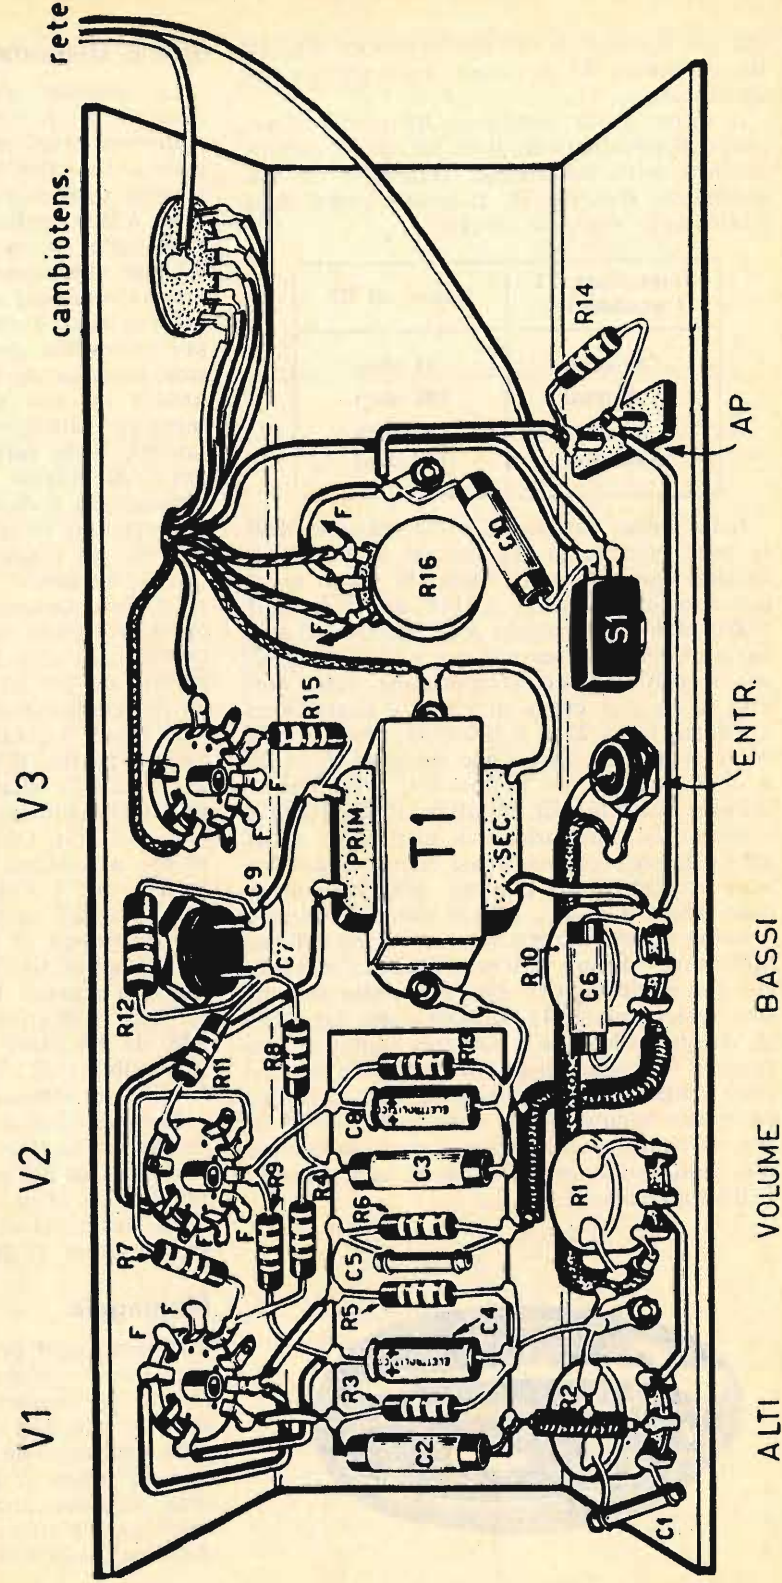 rete
cambiotens.
V1
V2
V3
R7
R11
R12
C9
C7
R8
R9
R4
R15
F
F
F
F
F
F
F
F
PRIM
T1
SEC
R16
C10
S1
R14
AP
ENTR.
R13
C8
ELETTROLITICO
C3
R6
C5
R5
C4
ELETTROLITICO
R3
C2
R10
C6
R1
R2
C1
ALTI
VOLUME
BASSI